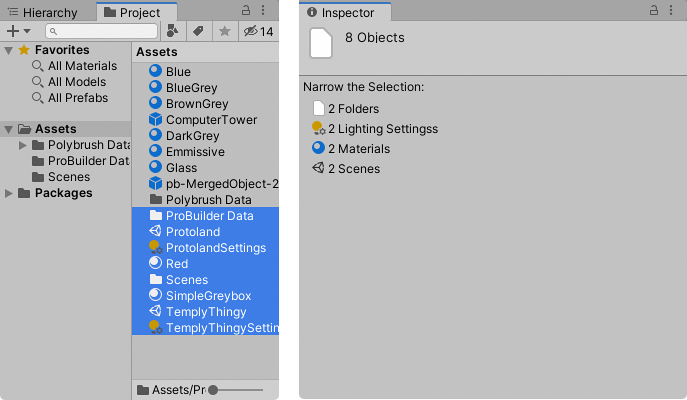 Hierarchy
Project
14
Favorites
All Materials
All Models
All Prefabs
Assets
Polybrush Data
ProBuilder Dat
Scenes
Packages
Assets
Blue
BlueGrey
BrownGrey
ComputerTower
DarkGrey
Emmissive
Glass
pb-MergedObject-2
Polybrush Data
ProBuilder Data
Protoland
ProtolandSettings
Red
Scenes
SimpleGreybox
TemplyThingy
TemplyThingySettin
Assets/Pro
Inspector
8 Objects
Narrow the Selection:
2 Folders
2 Lighting Settingss
2 Materials
2 Scenes